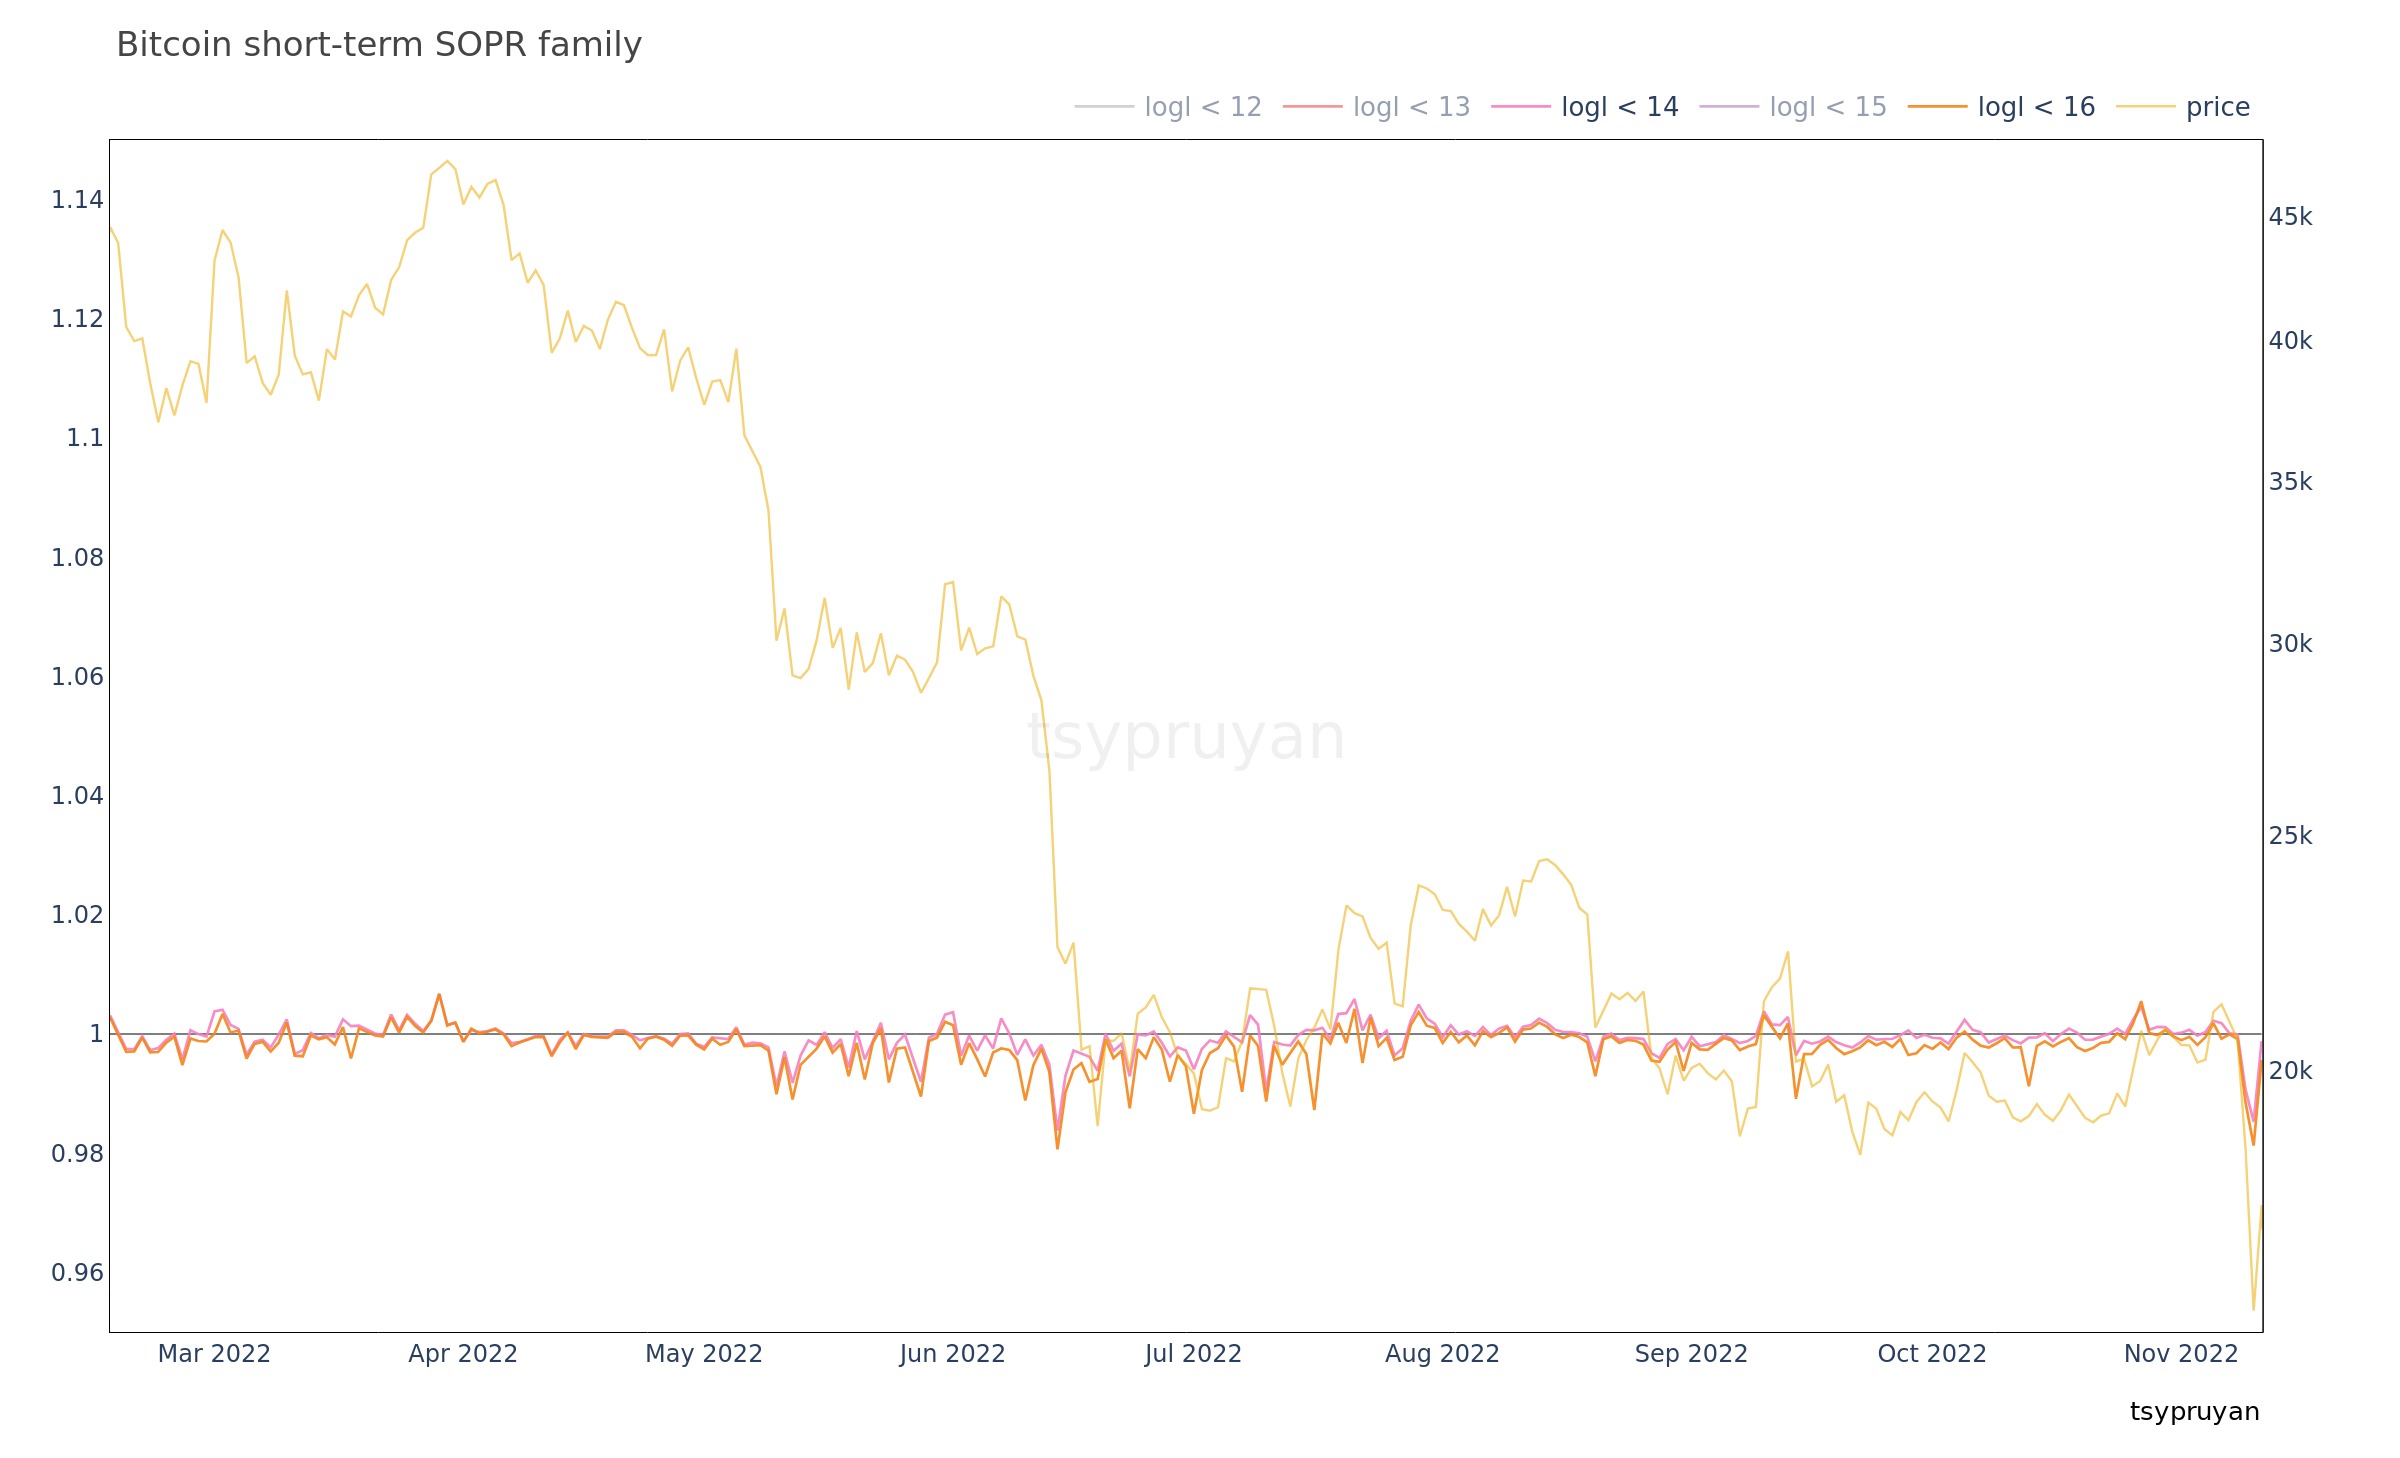 Bitcoin short-term SOPR family
logl < 12 logl < 13 logl < 14 logl < 15 logl < 16 price
1.14
45k
1.12
40k
1.1
35k
1.08
30k
1.06
tsypruyan
1.04
25k
1.02
1
20k
0.98
0.96
Mar 2022 Apr 2022 May 2022 Jun 2022 Jul 2022 Aug 2022 Sep 2022 Oct 2022 Nov 2022
tsypruyan